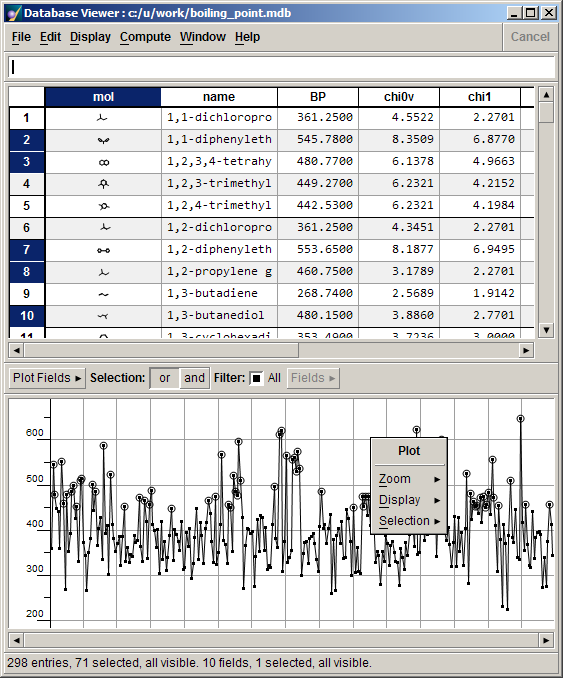 Database Viewer : c:/u/work/boiling_point.mdb
File Edit Display Compute Window Help Cancel
mol name BP chi0v chi1
1 1,1-dichloropro 361.2500 4.5522 2.2701
2 1,1-diphenyleth 545.7800 8.3509 6.8770
3 1,2,3,4-tetrahy 480.7700 6.1378 4.9663
4 1,2,3-trimethyl 449.2700 6.2321 4.2152
5 1,2,4-trimethyl 442.5300 6.2321 4.1984
6 1,2-dichloropro 361.2500 4.3451 2.2701
7 1,2-diphenyleth 553.6500 8.1877 6.9495
8 1,2-propylene g 460.7500 3.1789 2.2701
9 1,3-butadiene 268.7400 2.5689 1.9142
10 1,3-butanediol 480.1500 3.8860 2.7701
11 1,3-cyclohexadi 353.4900 3.7236 3.0000
Plot Fields Selection: or and Filter: All Fields
600
500
400
300
200
Plot
Zoom
Display
Selection
298 entries, 71 selected, all visible. 10 fields, 1 selected, all visible.